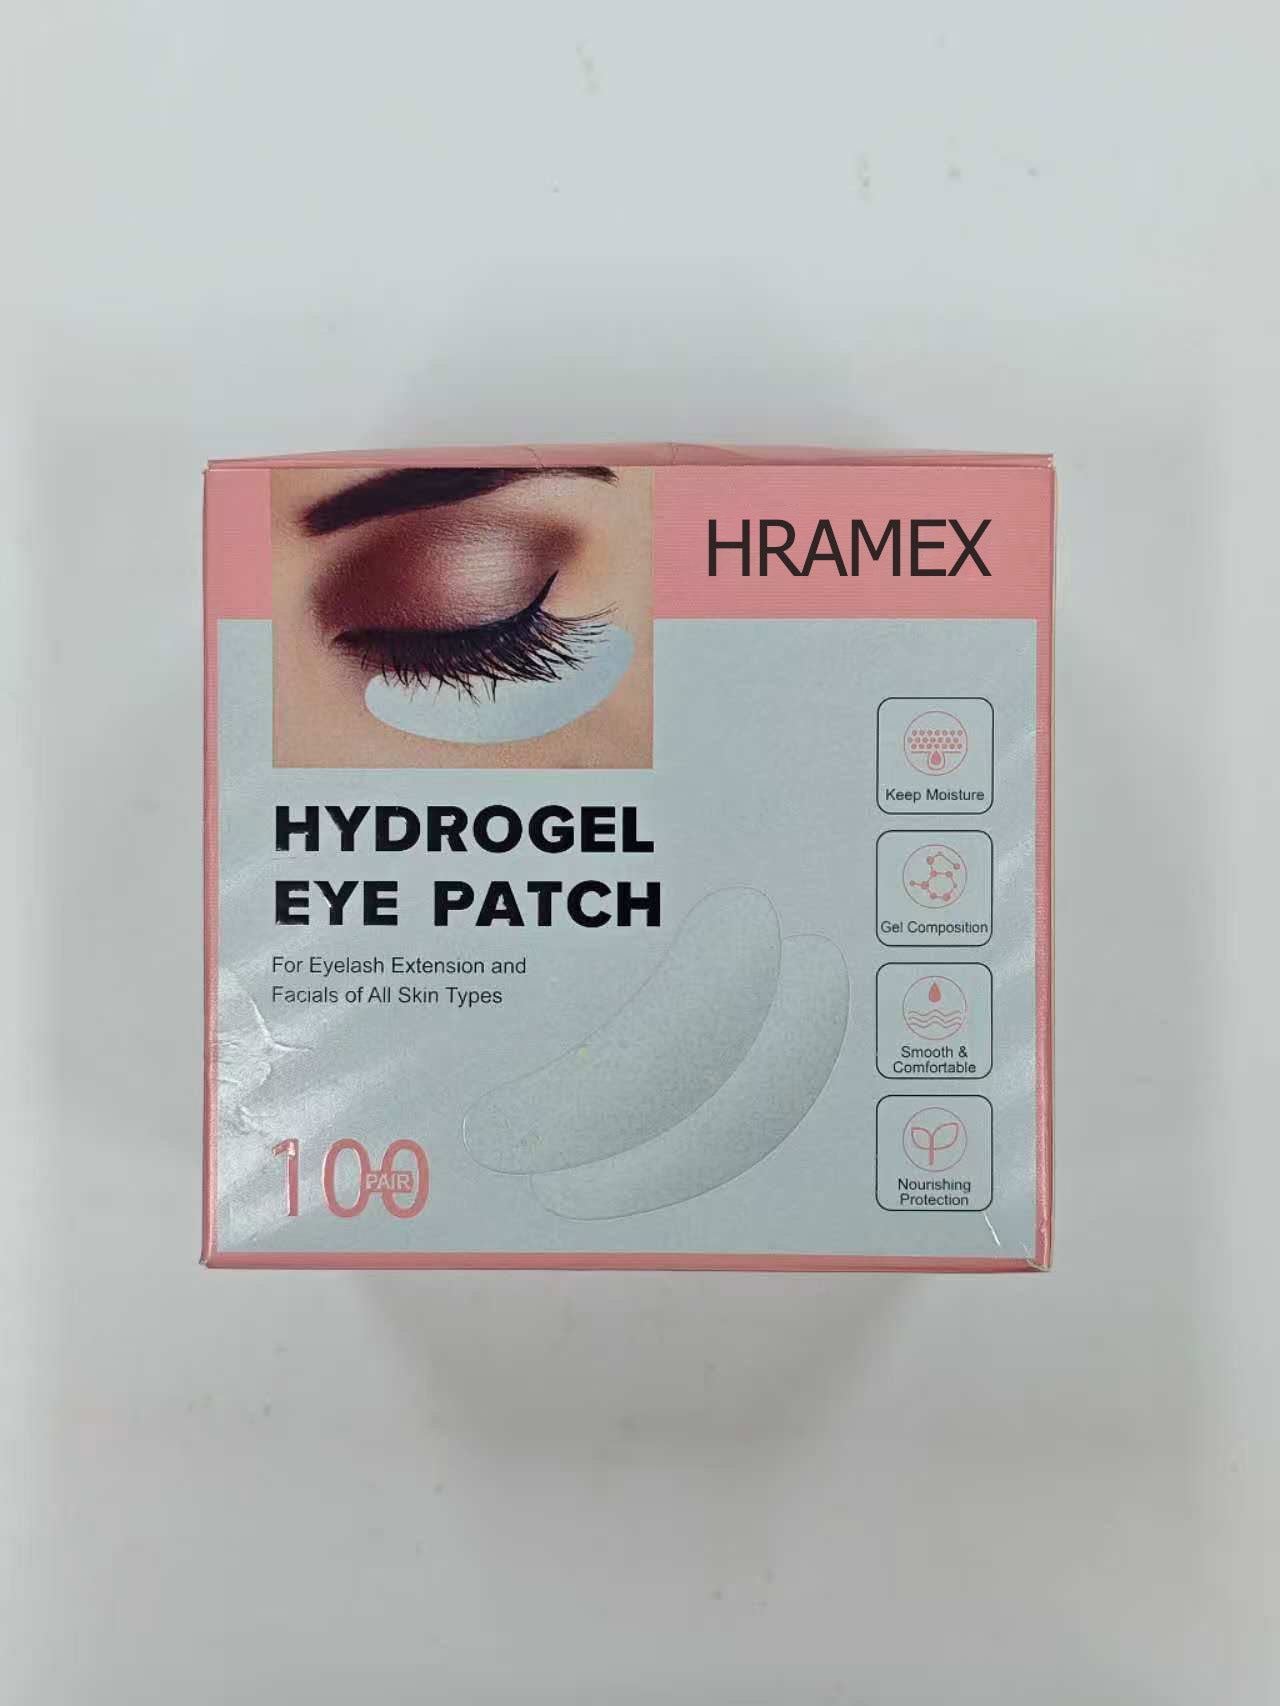 HRAMEX
HYDROGEL
EYE PATCH
For Eyelash Extension and
Facials of All Skin Types
100
PAIR
Keep Moisture
Gel Composition
Smooth &
Comfortable
Nourishing
Protection